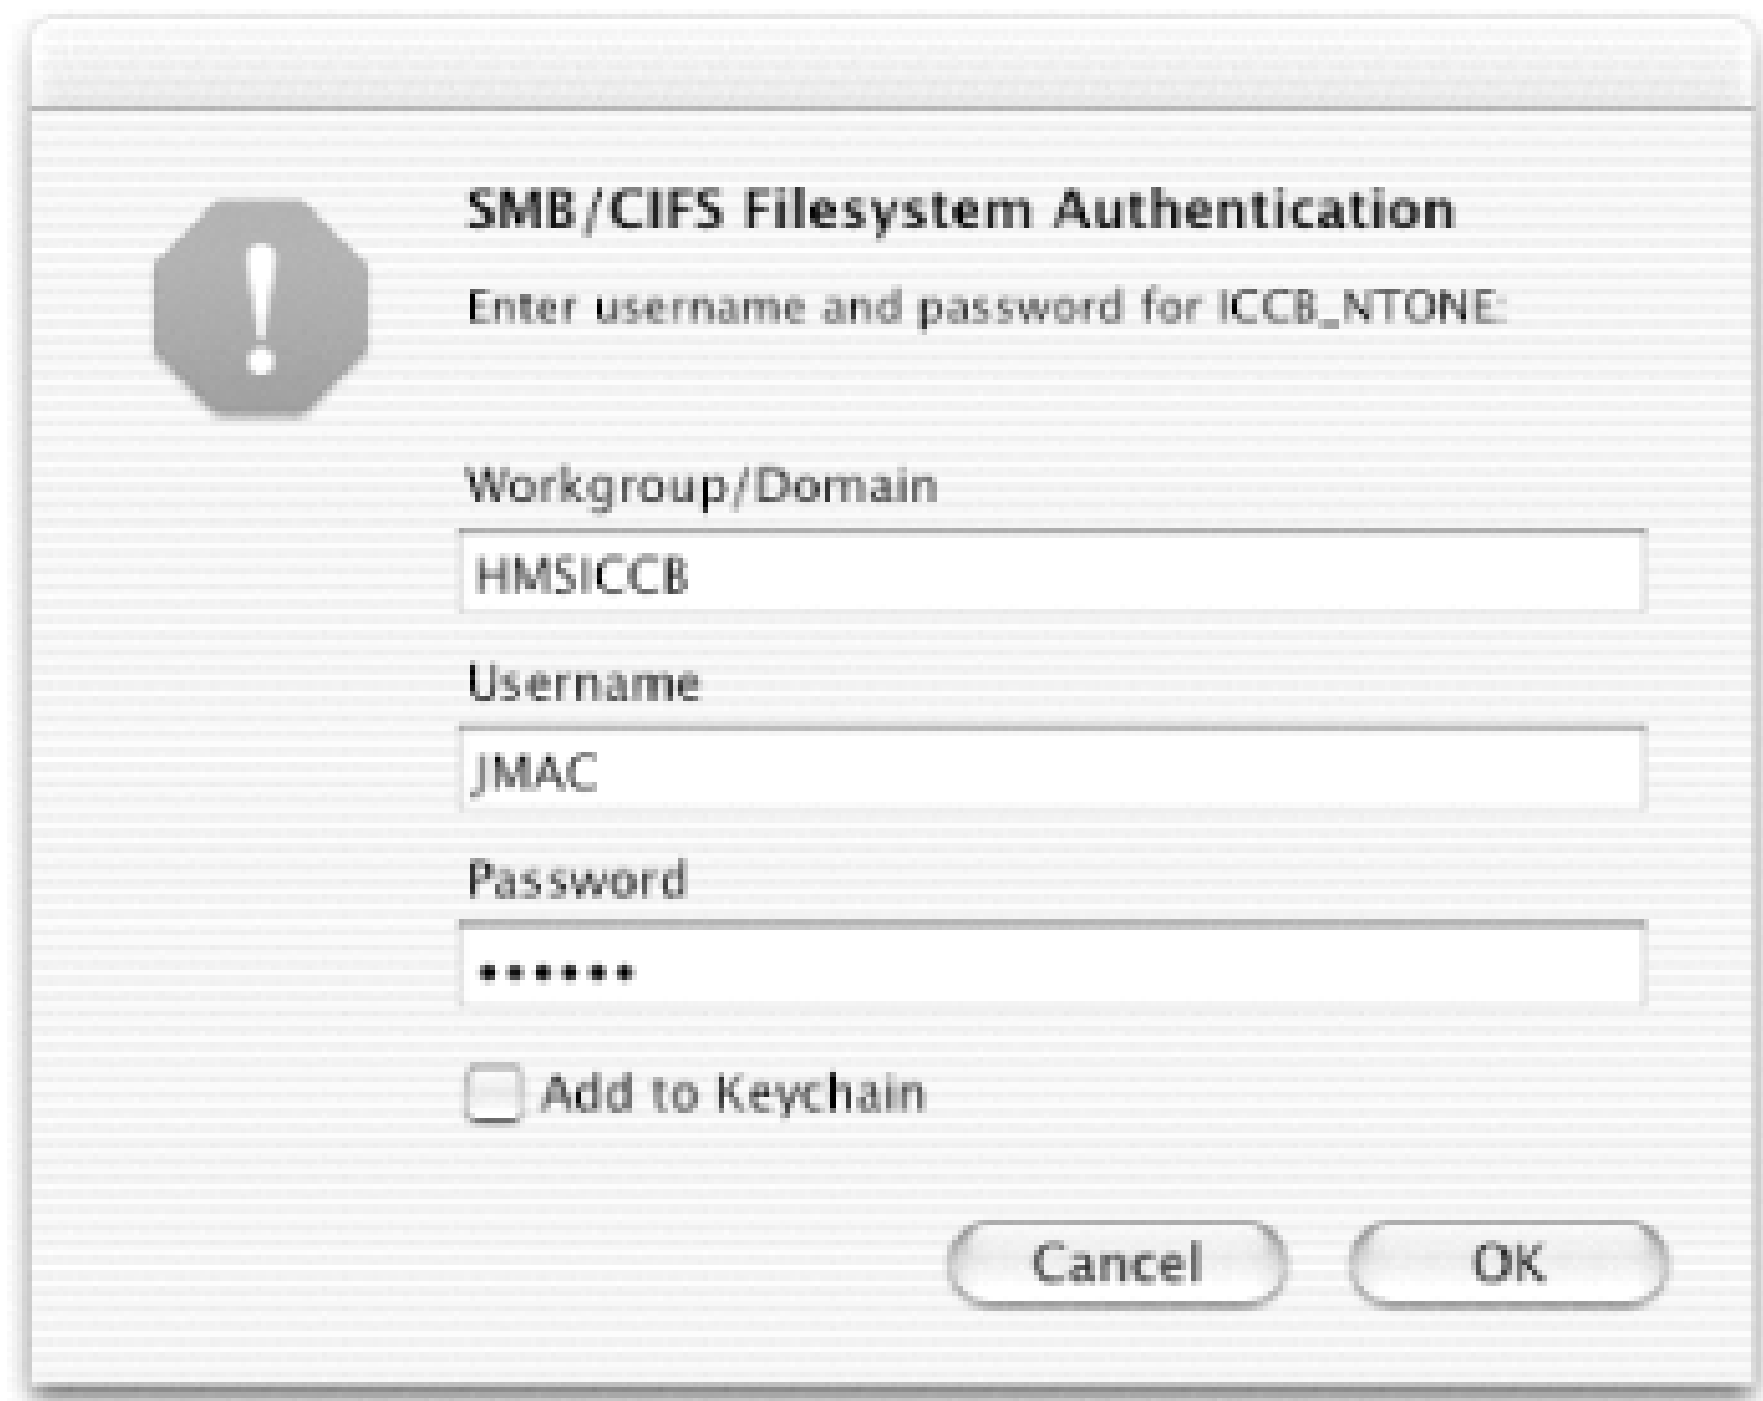 SMB/CIFS Filesystem Authentication
Enter username and password for ICCB_NTONE:
Workgroup/Domain
HMSICCB
Username
JMAC
Password
••••••
Add to Keychain
Cancel OK